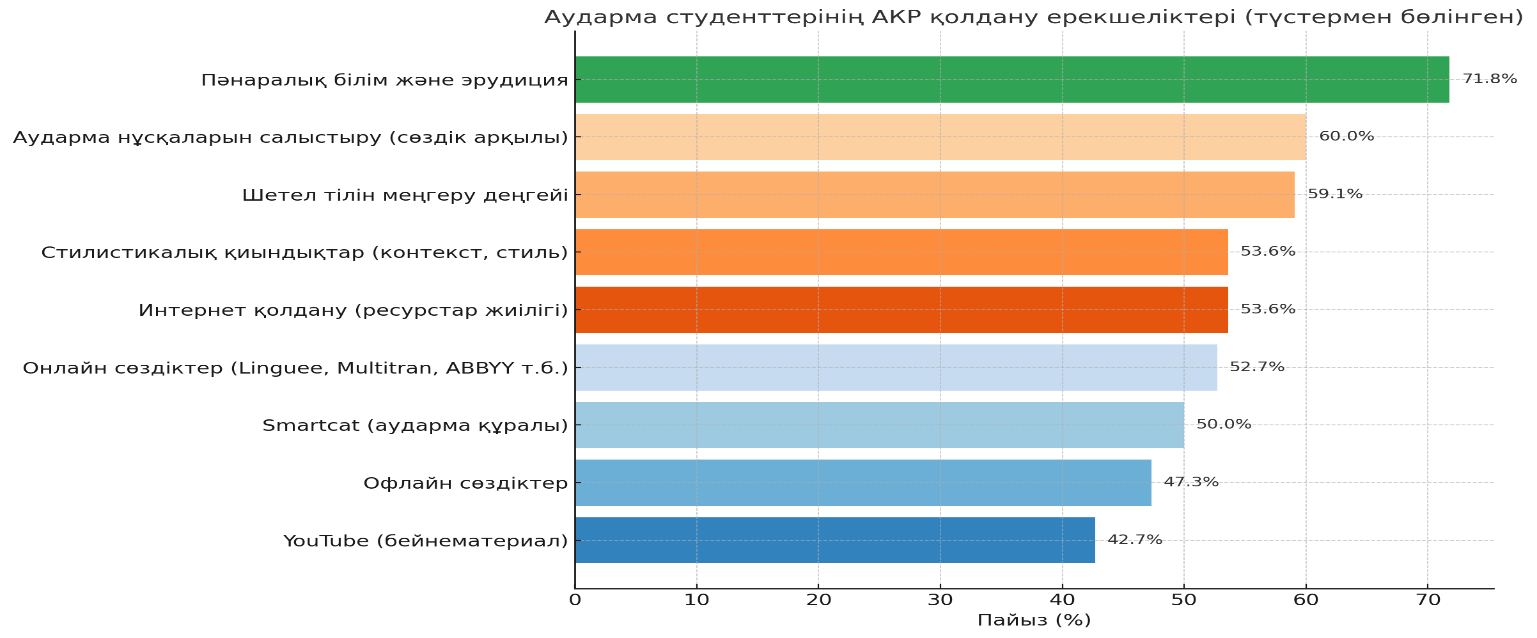 Аударма студенттерінің АКР қолдану ерекшеліктері (түстермен бөлінген)
Пәнаралық білім және эрудиция
71.8%
Аударма нұсқаларын салыстыру (сөздік арқылы)
60.0%
Шетел тілін меңгеру деңгейі
59.1%
Стилистикалық қиындықтар (контекст, стиль)
53.6%
Интернет қолдану (ресурстар жиілігі)
53.6%
Онлайн сөздіктер (Linguee, Multitran, ABBYY т.б.)
52.7%
Smartcat (аударма құралы)
50.0%
Офлайн сөздіктер
47.3%
YouTube (бейнематериал)
42.7%
0 10 20 30 40 50 60 70
Пайыз (%)